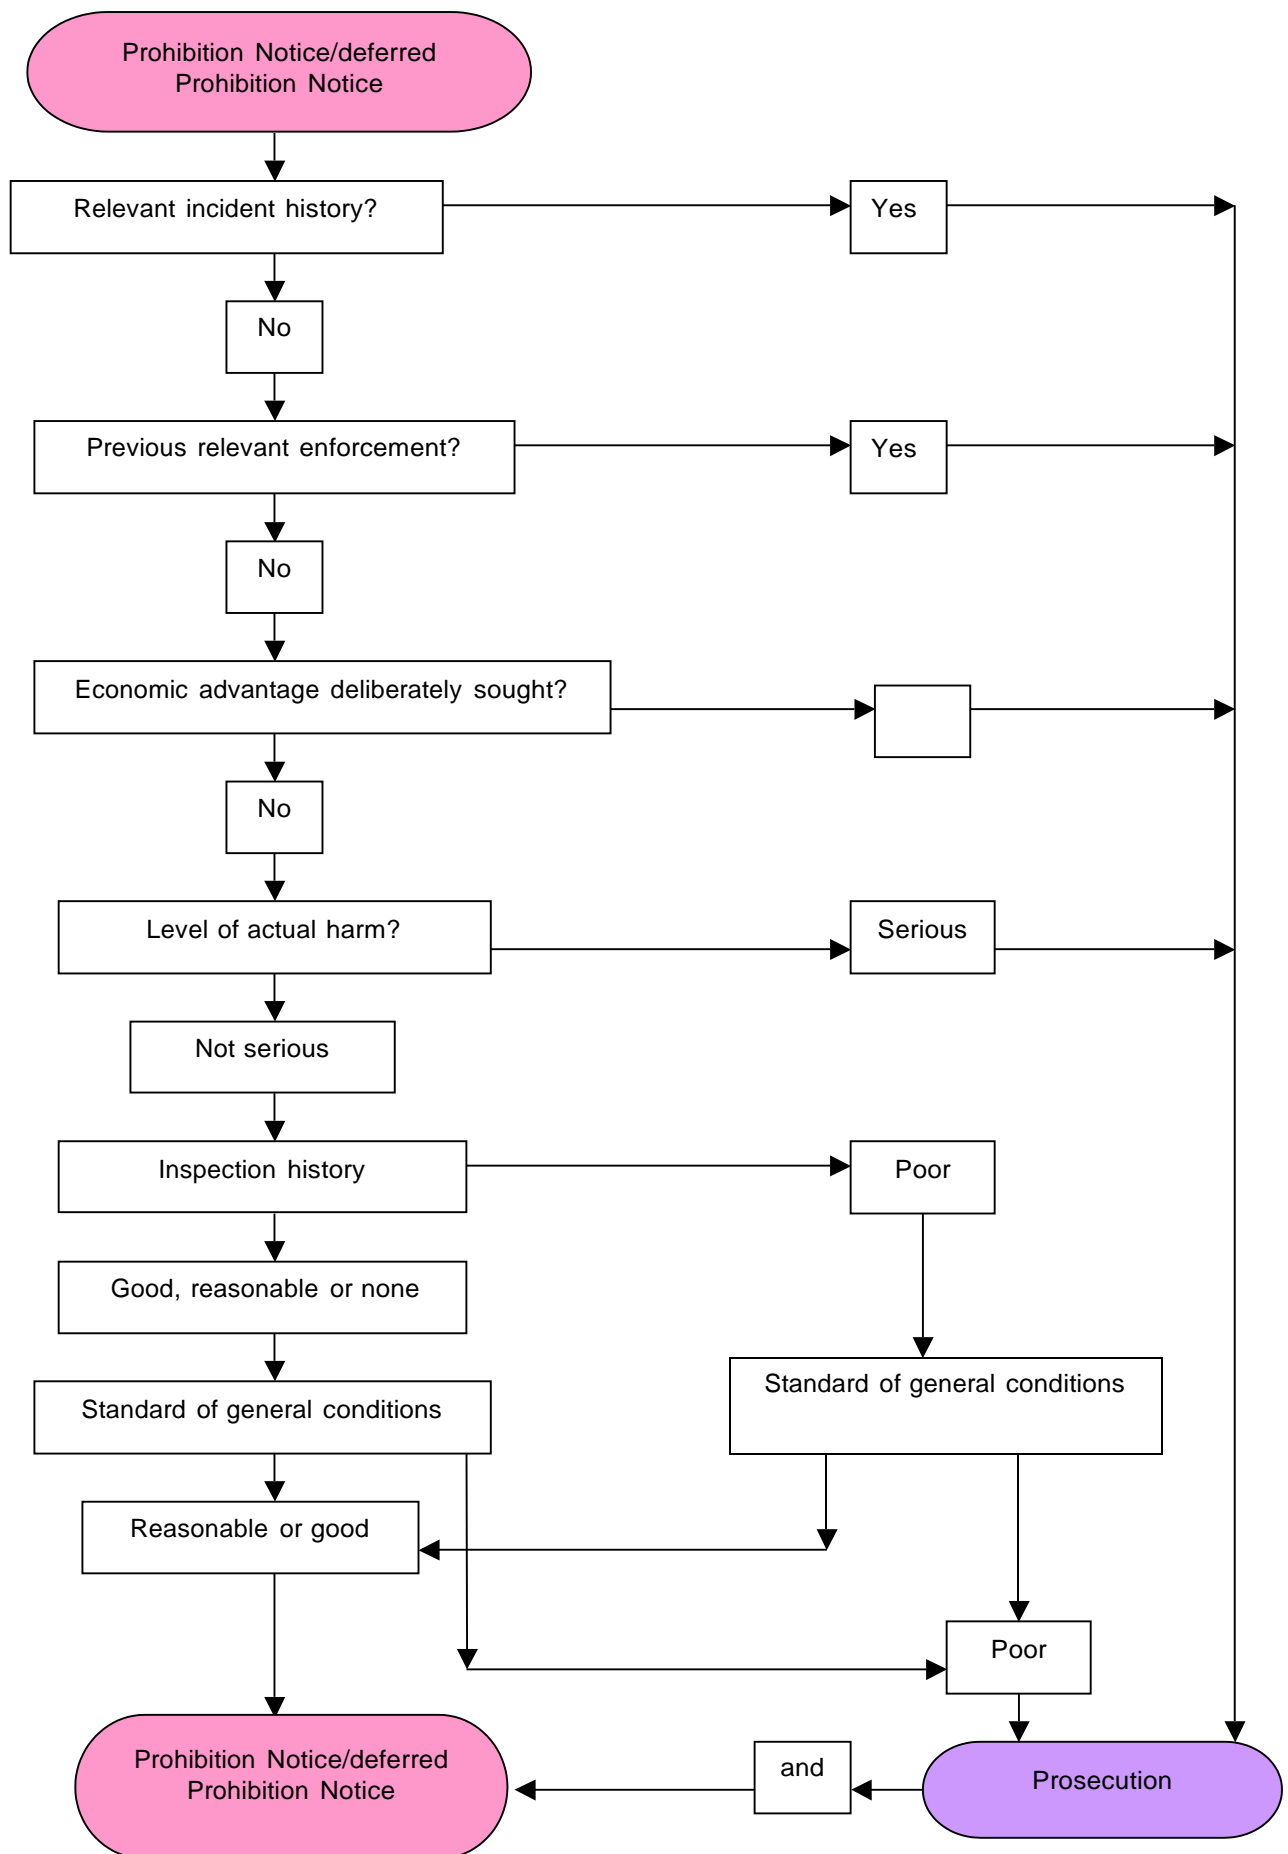 Prohibition Notice/deferred
Prohibition Notice
Relevant incident history?
Yes
No
Previous relevant enforcement?
Yes
No
Economic advantage deliberately sought?
No
Level of actual harm?
Serious
Not serious
Inspection history
Poor
Good, reasonable or none
Standard of general conditions
Standard of general conditions
Reasonable or good
Poor
Prohibition Notice/deferred
Prohibition Notice
and
Prosecution